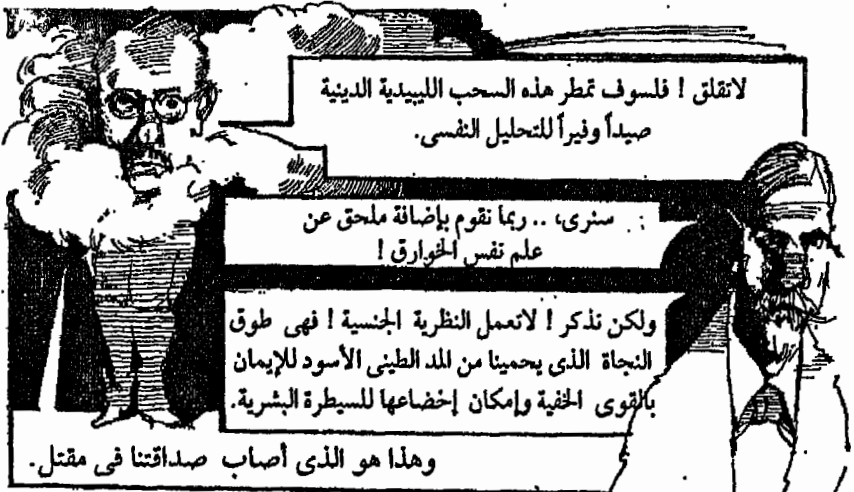 لاتقلق ! فلسوف تمطر هذه السحب الليبيدية الدينية
صيداً وفيراً للتحليل النفسى.
سنرى، .. ربما نقوم بإضافة ملحق عن
علم نفس الخوارق !
ولكن تذكر ! لاتعمل النظرية الجنسية ! فهى طوق
النجاة الذى يحمينا من المد الطينى الأسود للإيمان
بالقوى الخفية وإمكان إخضاعها للسيطرة البشرية.
وهذا هو الذى أصاب صداقتنا فى مقتل.